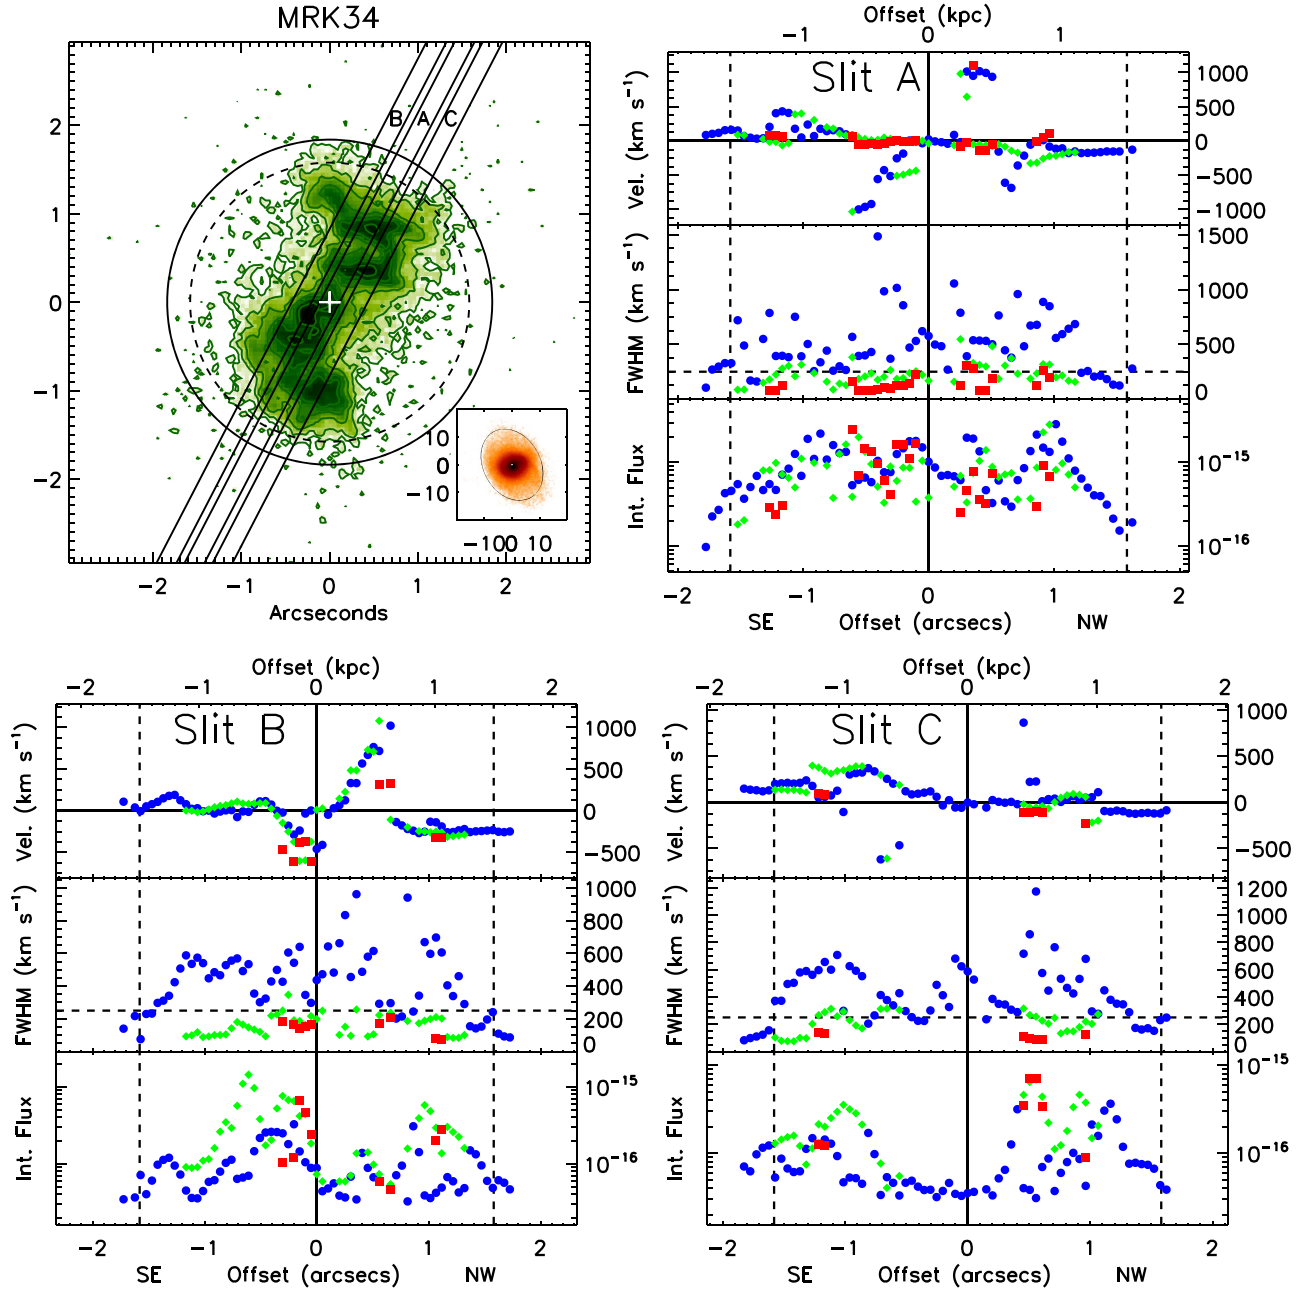 MRK34
B A C
2
1
0
−1
−2
−2 −1 0 1 2
Arcseconds
10
0
−10
−10 0 10
Offset (kpc)
−1 0 1
Slit A
Vel. (km s⁻¹)
1000
500
0
−500
−1000
FWHM (km s⁻¹)
1500
1000
500
0
Int. Flux
10⁻¹⁵
10⁻¹⁶
−2 −1 0 1 2
SE Offset (arcsecs) NW
Offset (kpc)
−2 −1 0 1 2
Slit B
Vel. (km s⁻¹)
1000
500
0
−500
FWHM (km s⁻¹)
1000
800
600
400
200
0
Int. Flux
10⁻¹⁵
10⁻¹⁶
−2 −1 0 1 2
SE Offset (arcsecs) NW
Offset (kpc)
−2 −1 0 1 2
Slit C
Vel. (km s⁻¹)
1000
500
0
−500
FWHM (km s⁻¹)
1200
1000
800
600
400
200
0
Int. Flux
10⁻¹⁵
10⁻¹⁶
−2 −1 0 1 2
SE Offset (arcsecs) NW